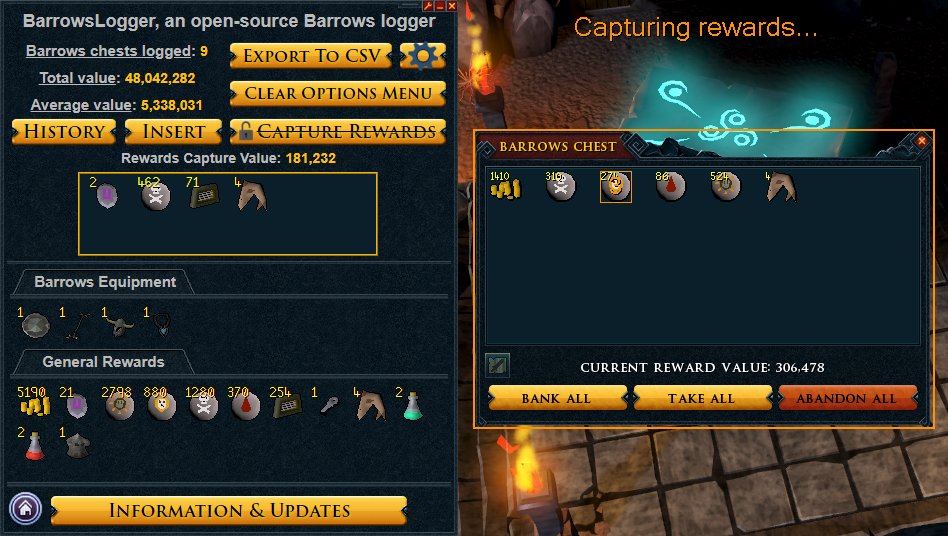 BarrowsLogger, an open-source Barrows logger
Barrows chests logged: 9
EXPORT TO CSV
Total value: 48,042,282
CLEAR OPTIONS MENU
Average value: 5,338,031
HISTORY
INSERT
CAPTURE REWARDS
Rewards Capture Value: 181,232
2 462 71 4
Barrows Equipment
1 1 1 1
General Rewards
5190 21 2798 880 1280 370 254 1 4 2
2 1
INFORMATION & UPDATES
Capturing rewards...
BARROWS CHEST
1410 86 524 4
CURRENT REWARD VALUE: 306,478
BANK ALL
TAKE ALL
ABANDON ALL